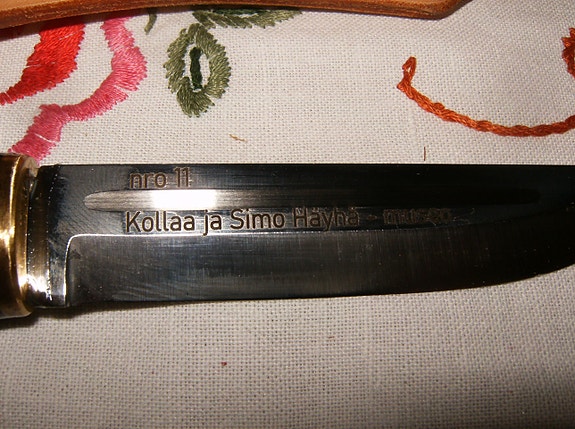 nro 11
Kollaa ja Simo Häyhä